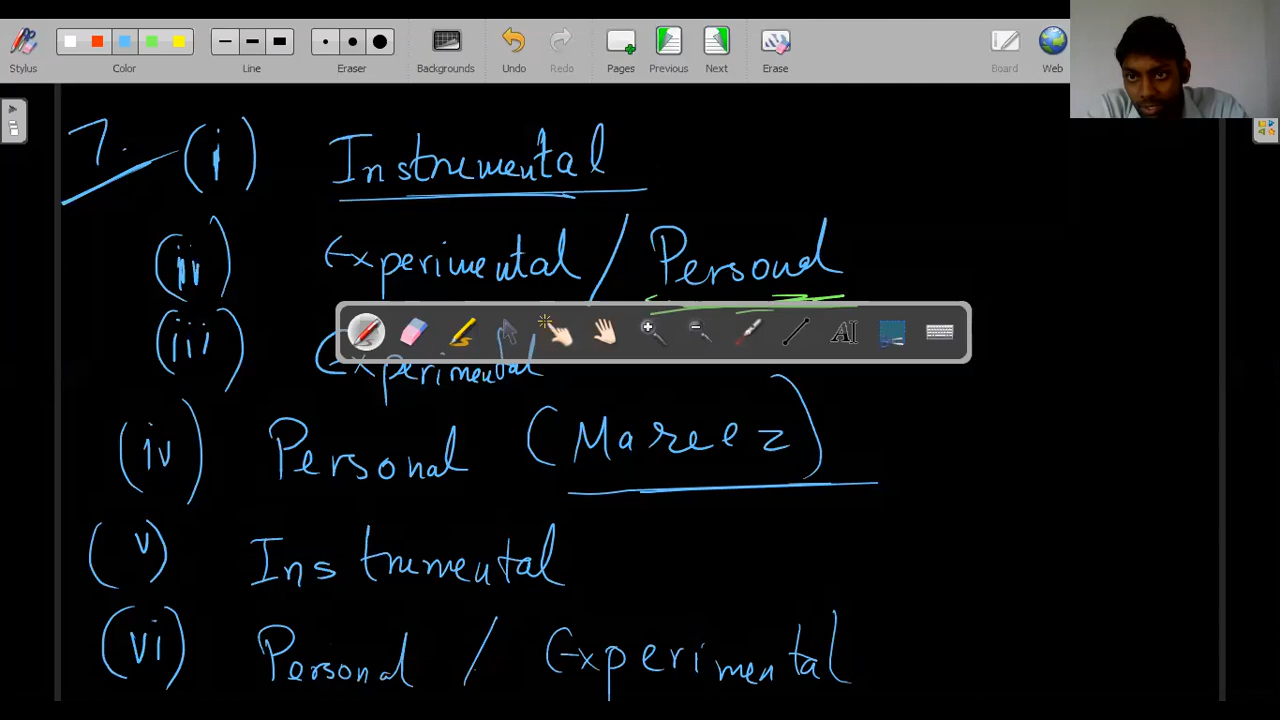 Stylus Color Line Eraser Backgrounds Undo Redo Pages Previous Next Erase Board Web
7. (i) Instrumental
(ii) Experimental / Personal
(iii) Experimental
(iv) Personal (Mareez)
(v) Instrumental
(vi) Personal / Experimental